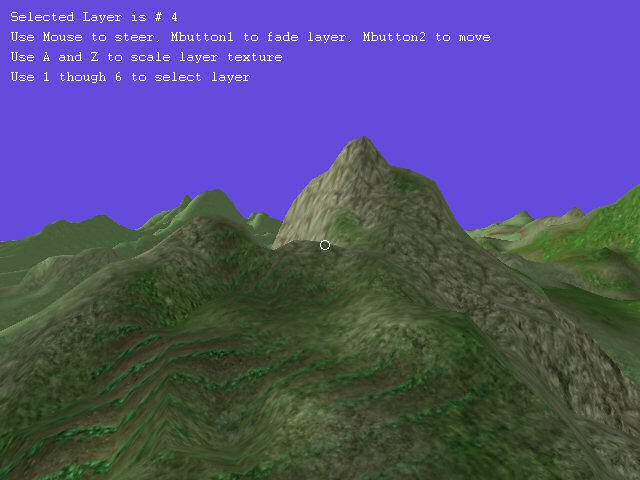 Selected Layer is # 4
Use Mouse to steer, Mbutton1 to fade layer, Mbutton2 to move
Use A and Z to scale layer texture
Use 1 though 6 to select layer